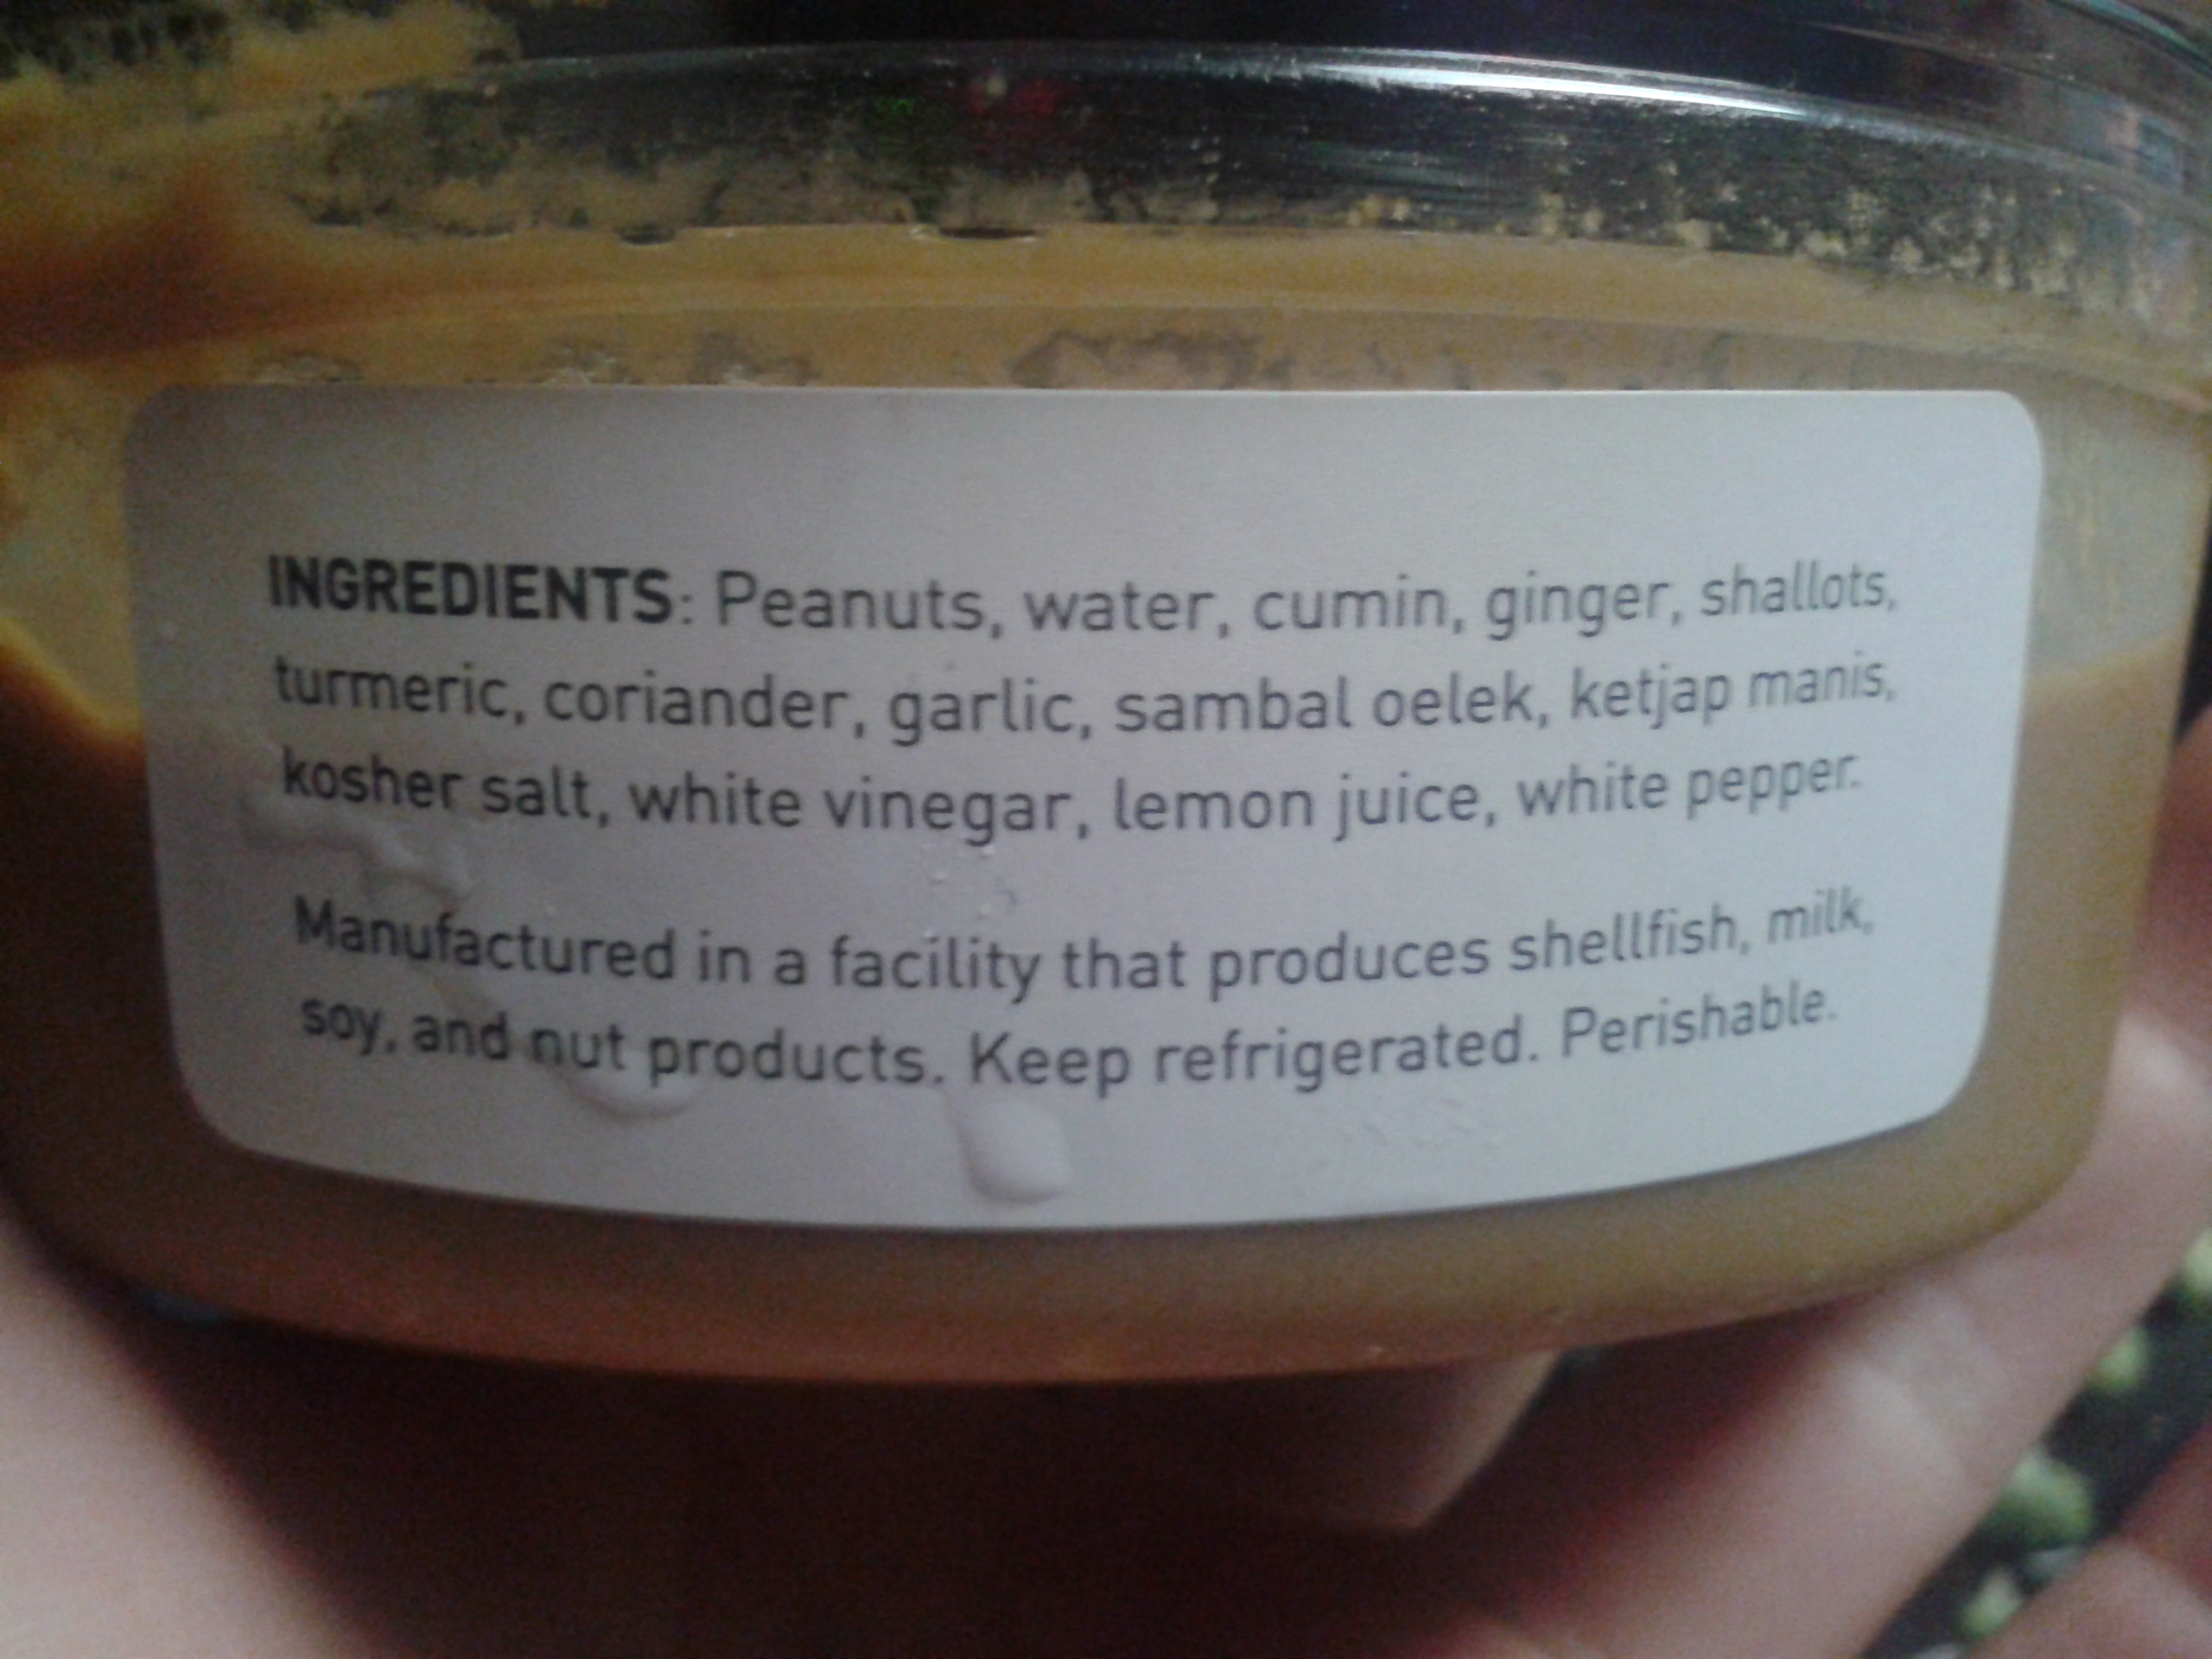 INGREDIENTS: Peanuts, water, cumin, ginger, shallots,
turmeric, coriander, garlic, sambal oelek, ketjap manis,
kosher salt, white vinegar, lemon juice, white pepper.
Manufactured in a facility that produces shellfish, milk,
soy, and nut products. Keep refrigerated. Perishable.